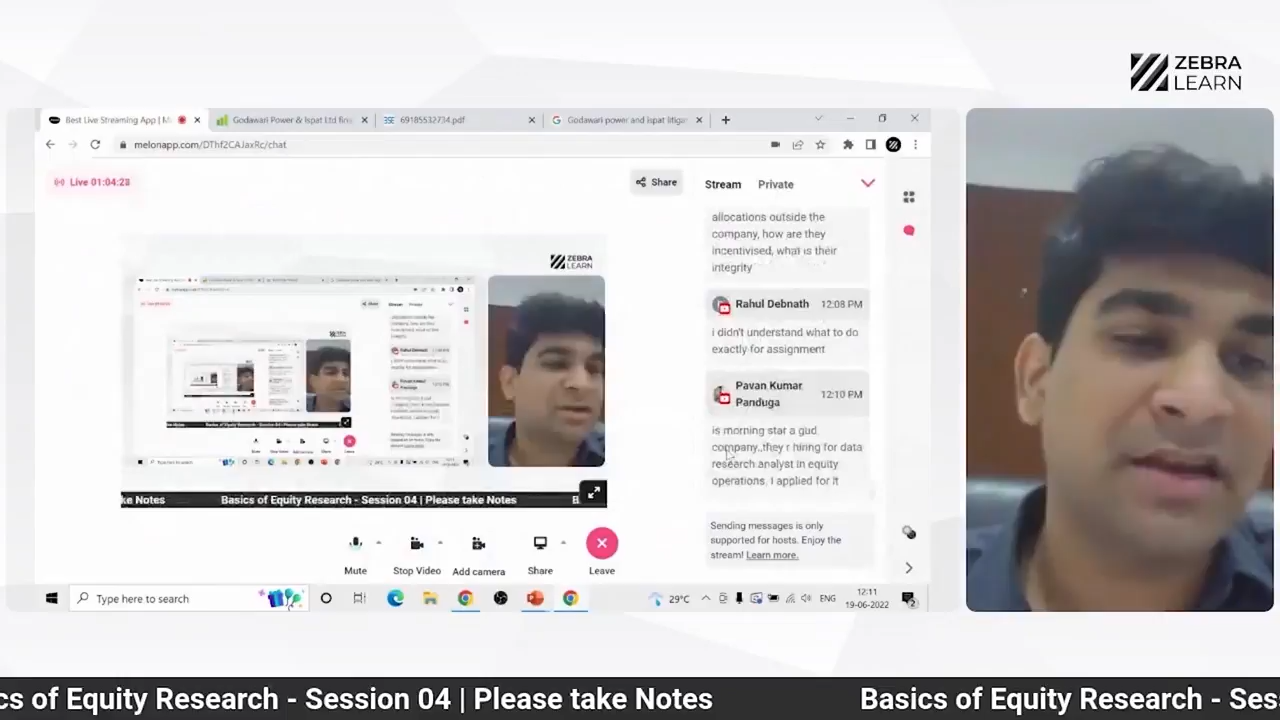 ZEBRA
LEARN
Best Live Streaming App | M
Godawari Power & Ispat Ltd fin
69185532734.pdf
Godawari power and ispat litiga
melonapp.com/DThf2CAJaxRc/chat
Live 01:04:23
Share
Stream
Private
allocations outside the
company, how are they
incentivised, what is their
integrity
Rahul Debnath 12:08 PM
i didn't understand what to do
exactly for assignment
Pavan Kumar
Panduga
12:10 PM
is morning star a gud
company..they r hiring for data
research analyst in equity
operations. I applied for it
Sending messages is only
supported for hosts. Enjoy the
stream! Learn more.
ZEBRA
LEARN
ke Notes
Basics of Equity Research - Session 04 | Please take Notes
B
Mute
Stop Video
Add camera
Share
Leave
Type here to search
29°C
ENG
12:11
19-06-2022
cs of Equity Research - Session 04 | Please take Notes
Basics of Equity Research - Ses